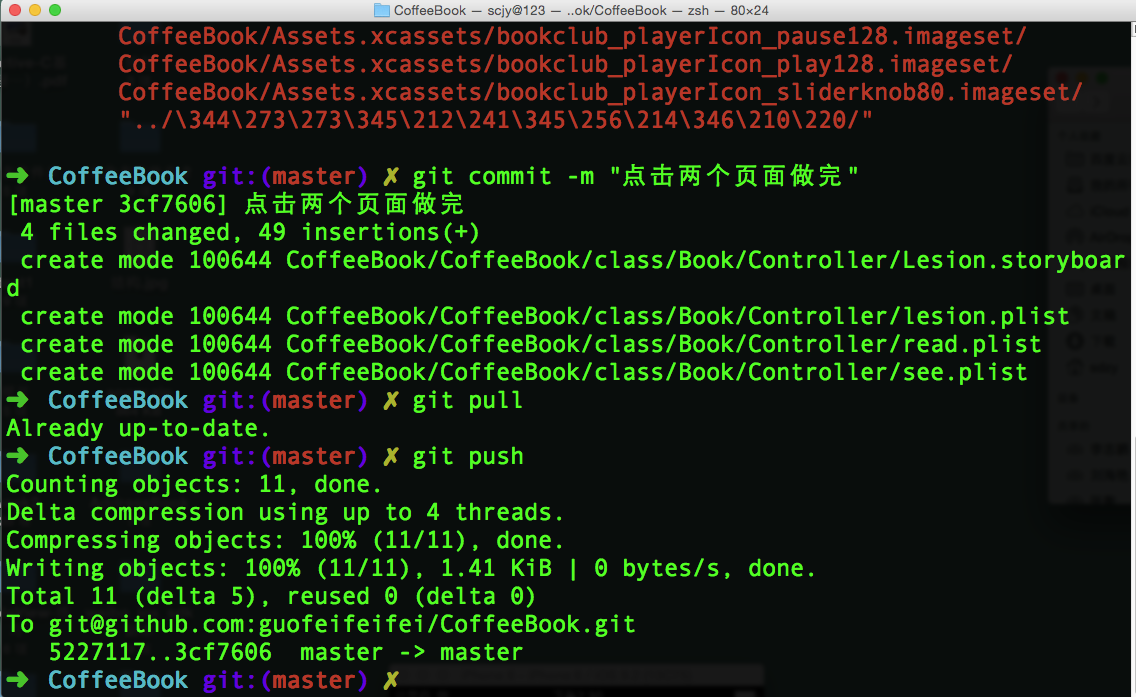 CoffeeBook — scjy@123 — ..ok/CoffeeBook — zsh — 80×24
CoffeeBook/Assets.xcassets/bookclub_playerIcon_pause128.imageset/
CoffeeBook/Assets.xcassets/bookclub_playerIcon_play128.imageset/
CoffeeBook/Assets.xcassets/bookclub_playerIcon_sliderknob80.imageset/
"../\344\273\273\345\212\241\345\256\214\346\210\220/"
➜ CoffeeBook git:(master) ✗ git commit -m "点击两个页面做完"
[master 3cf7606] 点击两个页面做完
4 files changed, 49 insertions(+)
create mode 100644 CoffeeBook/CoffeeBook/class/Book/Controller/Lesion.storyboar
d
create mode 100644 CoffeeBook/CoffeeBook/class/Book/Controller/lesion.plist
create mode 100644 CoffeeBook/CoffeeBook/class/Book/Controller/read.plist
create mode 100644 CoffeeBook/CoffeeBook/class/Book/Controller/see.plist
➜ CoffeeBook git:(master) ✗ git pull
Already up-to-date.
➜ CoffeeBook git:(master) ✗ git push
Counting objects: 11, done.
Delta compression using up to 4 threads.
Compressing objects: 100% (11/11), done.
Writing objects: 100% (11/11), 1.41 KiB | 0 bytes/s, done.
Total 11 (delta 5), reused 0 (delta 0)
To git@github.com:guofeifeifei/CoffeeBook.git
5227117..3cf7606 master -> master
➜ CoffeeBook git:(master) ✗